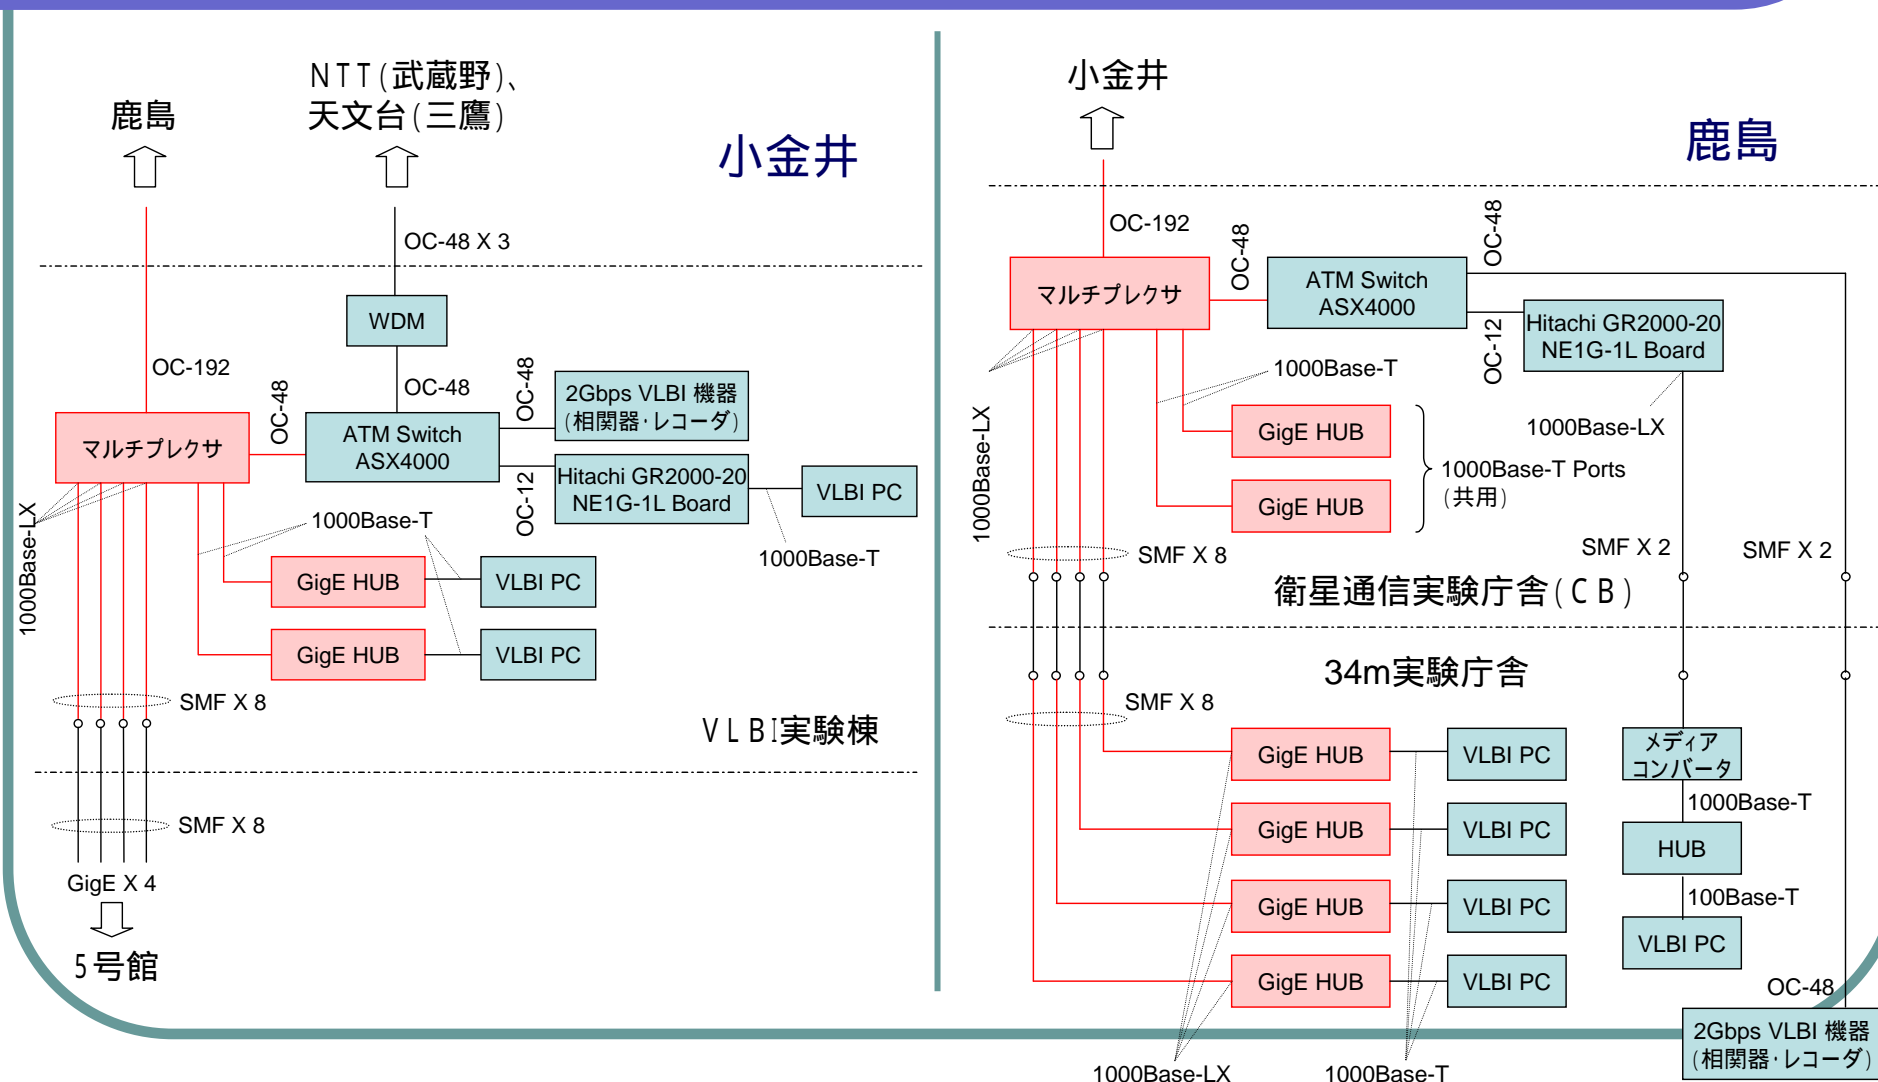 鹿島
NTT(武蔵野)、
天文台(三鷹)
小金井
OC-48 X 3
WDM
OC-192
OC-48
OC-48
OC-48
2Gbps VLBI 機器
(相関器・レコーダ)
マルチプレクサ
ATM Switch
ASX4000
OC-12
Hitachi GR2000-20
NE1G-1L Board
VLBI PC
1000Base-LX
1000Base-T
1000Base-T
GigE HUB
VLBI PC
GigE HUB
VLBI PC
SMF X 8
VLBI実験棟
SMF X 8
GigE X 4
5号館
小金井
鹿島
OC-192
OC-48
OC-48
マルチプレクサ
ATM Switch
ASX4000
OC-12
Hitachi GR2000-20
NE1G-1L Board
1000Base-LX
1000Base-T
1000Base-LX
GigE HUB
1000Base-T Ports
(共用)
GigE HUB
SMF X 8
SMF X 2
SMF X 2
衛星通信実験庁舎(CB)
34m実験庁舎
SMF X 8
GigE HUB
VLBI PC
メディア
コンバータ
1000Base-T
GigE HUB
VLBI PC
HUB
100Base-T
GigE HUB
VLBI PC
VLBI PC
GigE HUB
VLBI PC
OC-48
2Gbps VLBI 機器
(相関器・レコーダ)
1000Base-LX
1000Base-T